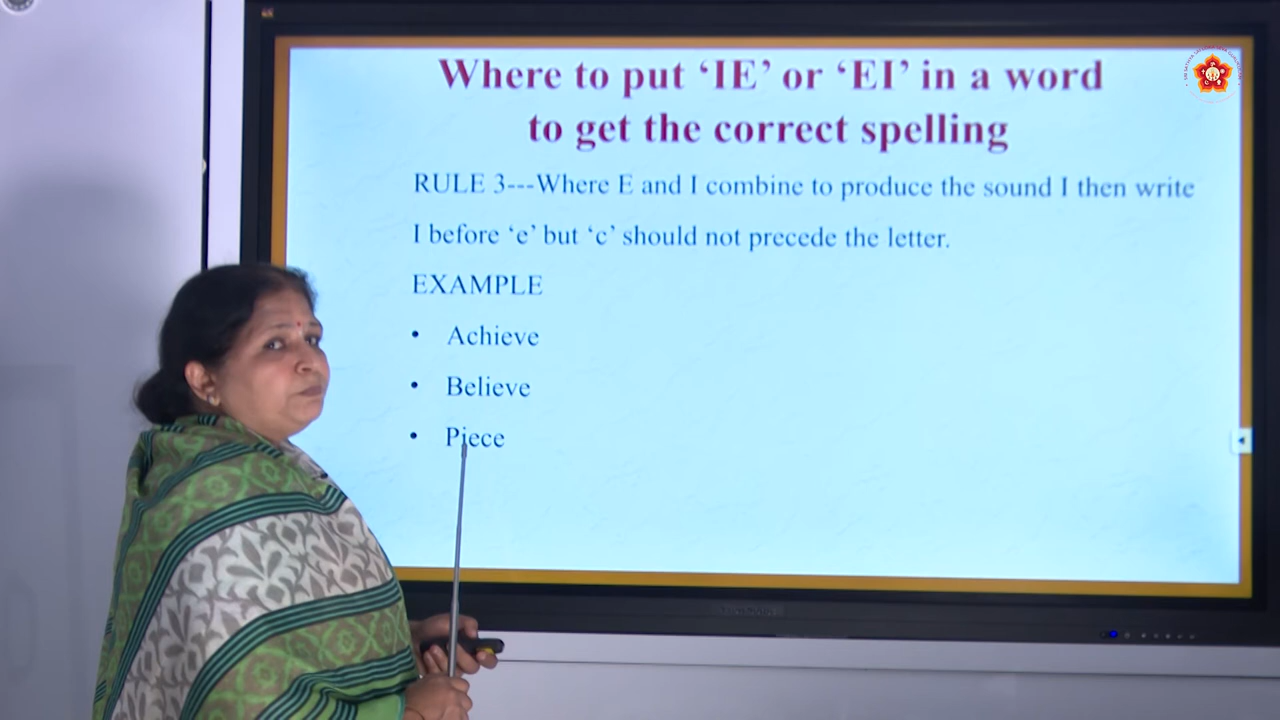 Where to put ‘IE’ or ‘EI’ in a word
to get the correct spelling
RULE 3---Where E and I combine to produce the sound I then write
I before ‘e’ but ‘c’ should not precede the letter.
EXAMPLE
• Achieve
• Believe
• Piece